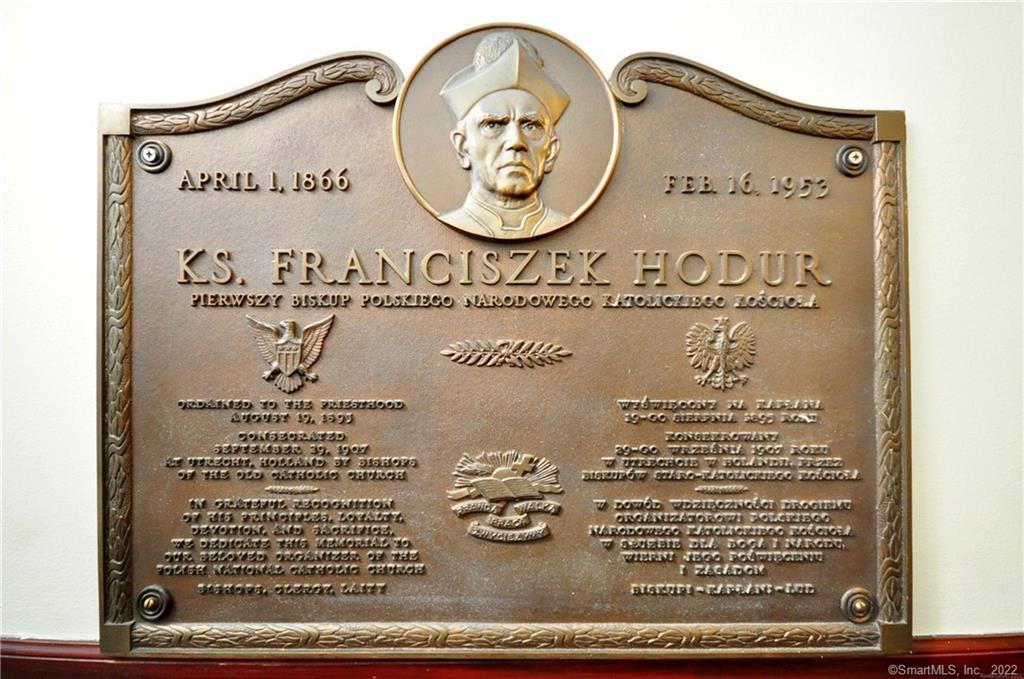 APRIL 1, 1866
FEB. 16, 1953
KS. FRANCISZEK HODUR
PIERWSZY BISKUP POLSKIEGO NARODOWEGO KATOLICKIEGO KOŚCIOŁA
ORDAINED TO THE PRIESTHOOD
AUGUST 19, 1893
CONSECRATED
SEPTEMBER 29, 1907
AT UTRECHT, HOLLAND BY BISHOPS
OF THE OLD CATHOLIC CHURCH
IN GRATEFUL RECOGNITION
OF HIS PRINCIPLES, LOYALTY,
DEVOTION, AND SACRIFICE,
WE DEDICATE THIS MEMORIAL TO
OUR BELOVED ORGANIZER OF THE
POLISH NATIONAL CATHOLIC CHURCH
BISHOPS, CLERGY, LAITY
PRAWDĄ WALKĄ
PRACĄ
ZWYCIĘŻYMY
WYŚWIĘCONY NA KAPŁANA
19-GO SIERPNIA 1893 ROKU
KONSEKROWANY
29-GO WRZEŚNIA 1907 ROKU
W UTRECHCIE W HOLANDII, PRZEZ
BISKUPÓW STARO-KATOLICKIEGO KOŚCIOŁA
W DOWÓD WDZIĘCZNOŚCI DROGIEMU
ORGANIZATOROWI POLSKIEGO
NARODOWEGO KATOLICKIEGO KOŚCIOŁA
W SŁUŻBIE DLA BOGA I NARODU,
WIERNI JEGO POŚWIĘCENIU
I ZASADOM
BISKUPI-KAPŁANI-LUD
©SmartMLS, Inc, 2022